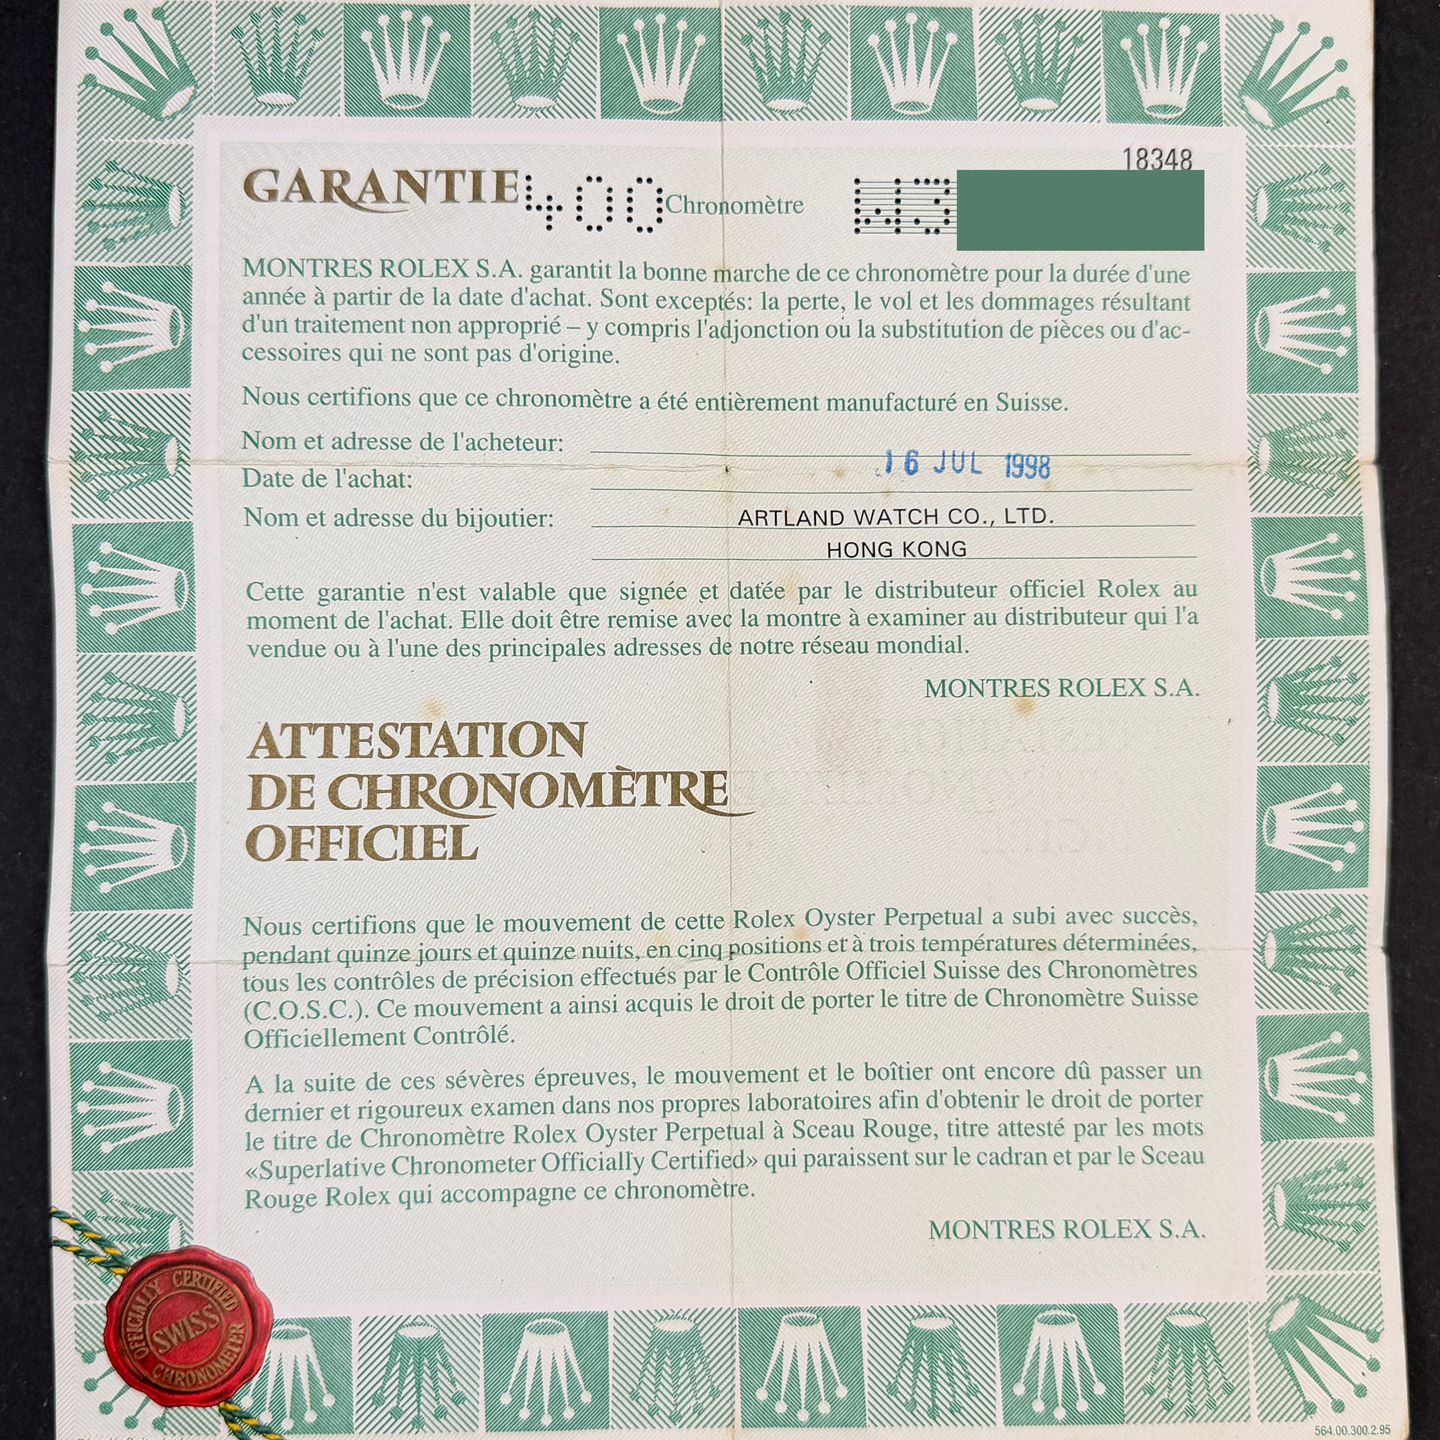 18348
GARANTIE 400 Chronomètre W3
MONTRES ROLEX S.A. garantit la bonne marche de ce chronomètre pour la durée d'une
année à partir de la date d'achat. Sont exceptés: la perte, le vol et les dommages résultant
d'un traitement non approprié – y compris l'adjonction ou la substitution de pièces ou d'ac-
cessoires qui ne sont pas d'origine.
Nous certifions que ce chronomètre a été entièrement manufacturé en Suisse.
Nom et adresse de l'acheteur:
16 JUL 1998
Date de l'achat:
Nom et adresse du bijoutier: ARTLAND WATCH CO., LTD.
HONG KONG
Cette garantie n'est valable que signée et datée par le distributeur officiel Rolex au
moment de l'achat. Elle doit être remise avec la montre à examiner au distributeur qui l'a
vendue ou à l'une des principales adresses de notre réseau mondial.
MONTRES ROLEX S.A.
ATTESTATION
DE CHRONOMÈTRE
OFFICIEL
Nous certifions que le mouvement de cette Rolex Oyster Perpetual a subi avec succès,
pendant quinze jours et quinze nuits, en cinq positions et à trois températures déterminées,
tous les contrôles de précision effectués par le Contrôle Officiel Suisse des Chronomètres
(C.O.S.C.). Ce mouvement a ainsi acquis le droit de porter le titre de Chronomètre Suisse
Officiellement Contrôlé.
A la suite de ces sévères épreuves, le mouvement et le boîtier ont encore dû passer un
dernier et rigoureux examen dans nos propres laboratoires afin d'obtenir le droit de porter
le titre de Chronomètre Rolex Oyster Perpetual à Sceau Rouge, titre attesté par les mots
«Superlative Chronometer Officially Certified» qui paraissent sur le cadran et par le Sceau
Rouge Rolex qui accompagne ce chronomètre.
MONTRES ROLEX S.A.
OFFICIALLY CERTIFIED
SWISS
CHRONOMETER
564.00.300.2.95